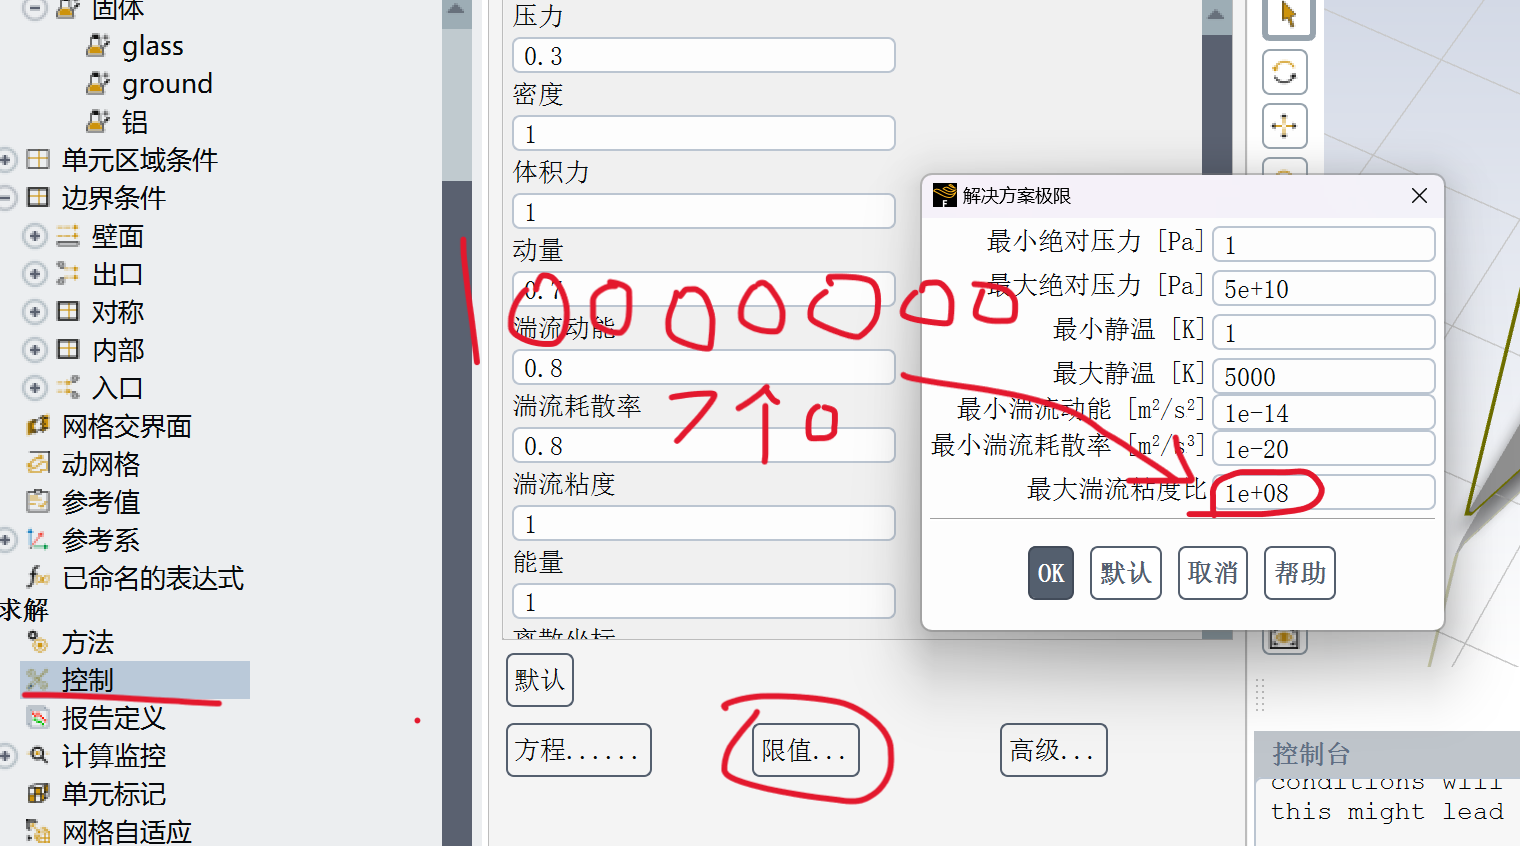 固体
glass
ground
铝
单元区域条件
边界条件
壁面
出口
对称
内部
入口
网格交界面
动网格
参考值
参考系
已命名的表达式
求解
方法
控制
报告定义
计算监控
单元标记
网格自适应
压力
0.3
密度
1
体积力
1
动量
0.7
湍流动能
0.8
湍流耗散率
0.8
湍流粘度
1
能量
1
离散坐标
默认
方程......
限值...
高级...
10000000
7个0
解决方案极限
最小绝对压力 [Pa] 1
最大绝对压力 [Pa] 5e+10
最小静温 [K] 1
最大静温 [K] 5000
最小湍流动能 [m²/s²] 1e-14
最小湍流耗散率 [m²/s³] 1e-20
最大湍流粘度比 1e+08
OK 默认 取消 帮助
控制台
conditions will
this might lead